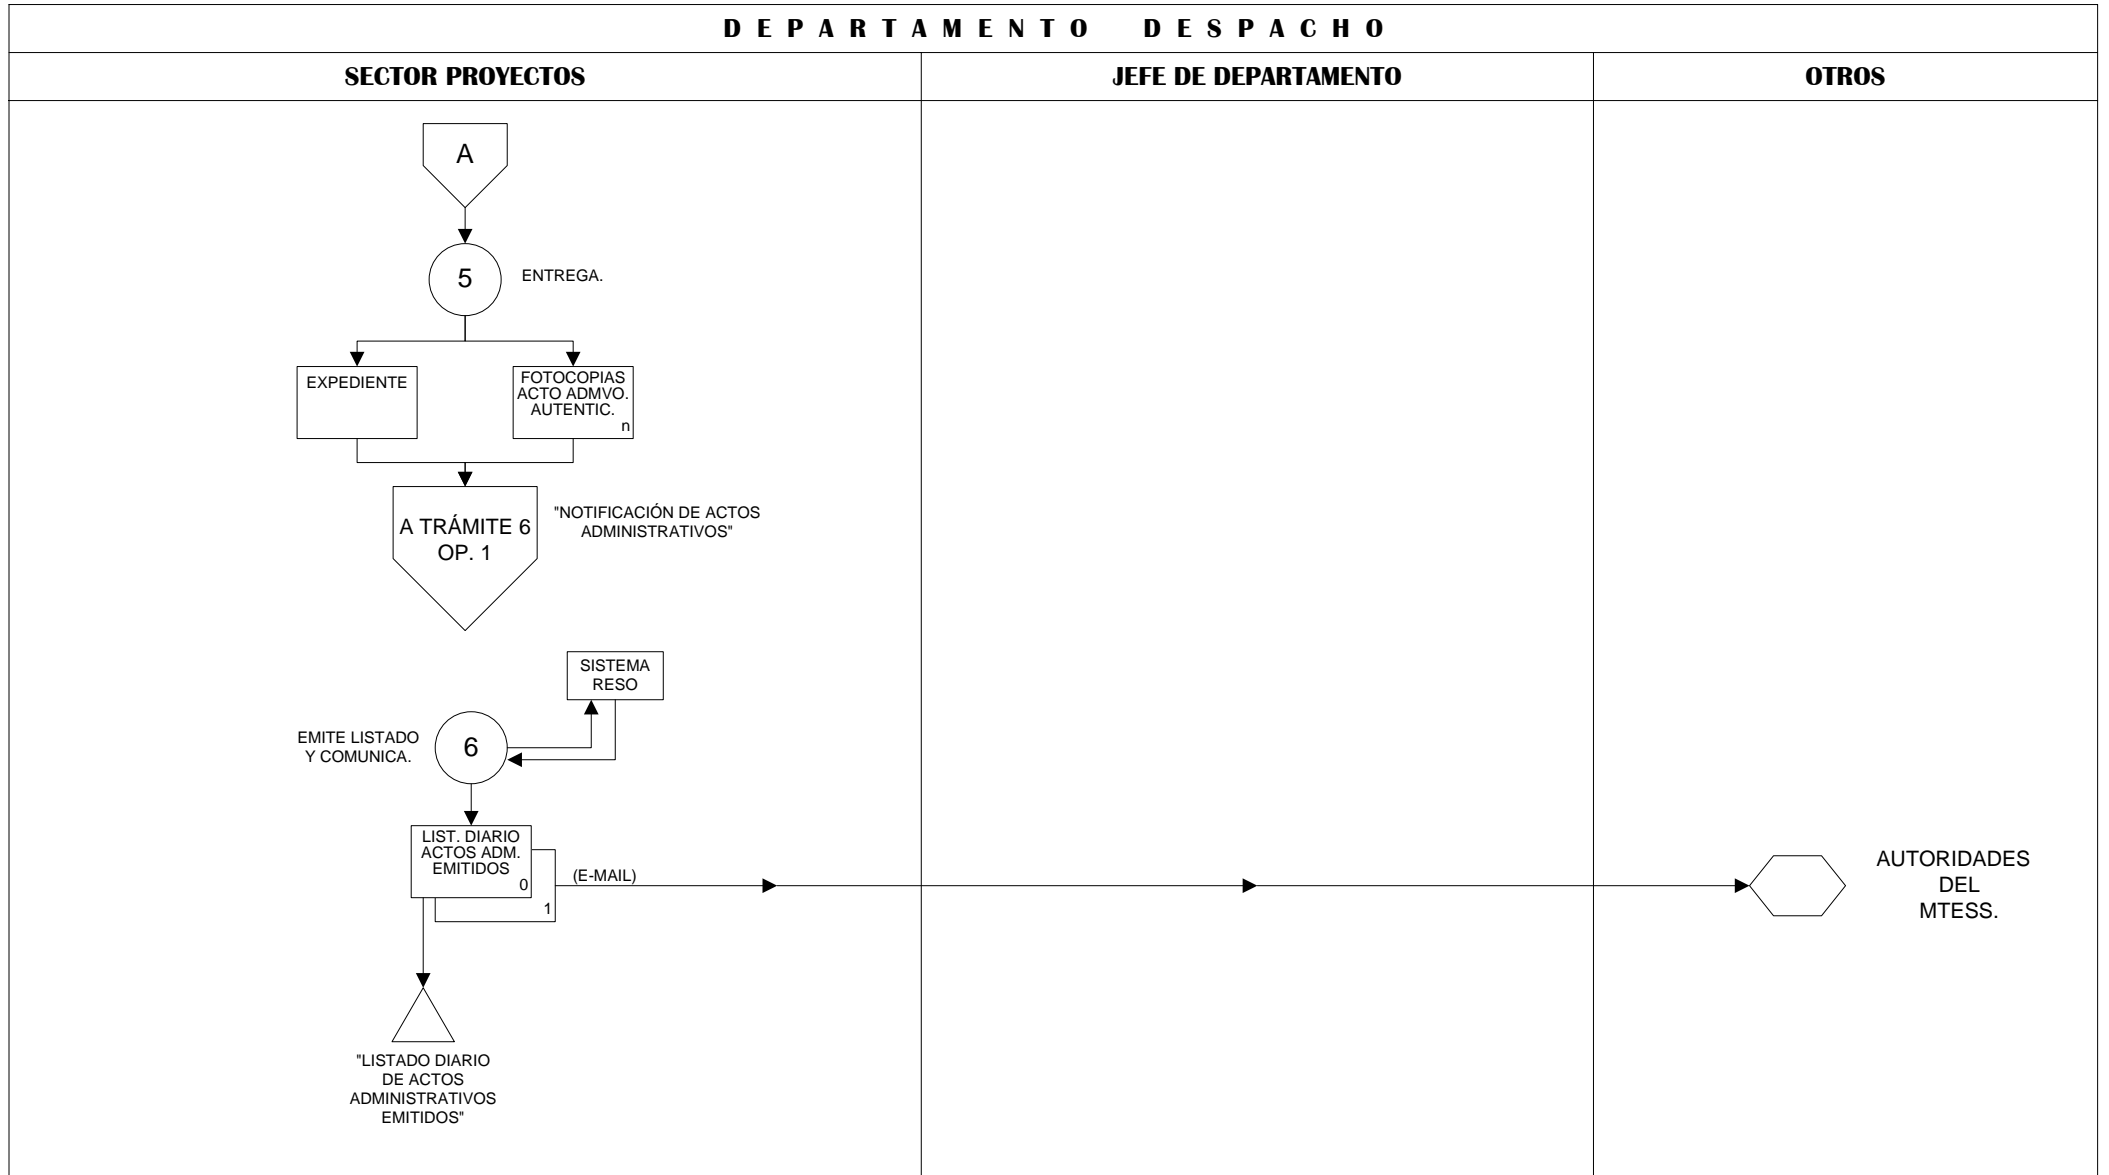 DEPARTAMENTO DESPACHO
SECTOR PROYECTOS
JEFE DE DEPARTAMENTO
OTROS
A
5
ENTREGA.
EXPEDIENTE
FOTOCOPIAS
ACTO ADMVO.
AUTENTIC.
n
A TRÁMITE 6
OP. 1
"NOTIFICACIÓN DE ACTOS
ADMINISTRATIVOS"
SISTEMA
RESO
EMITE LISTADO
Y COMUNICA.
6
LIST. DIARIO
ACTOS ADM.
EMITIDOS
0
1
(E-MAIL)
AUTORIDADES
DEL
MTESS.
"LISTADO DIARIO
DE ACTOS
ADMINISTRATIVOS
EMITIDOS"